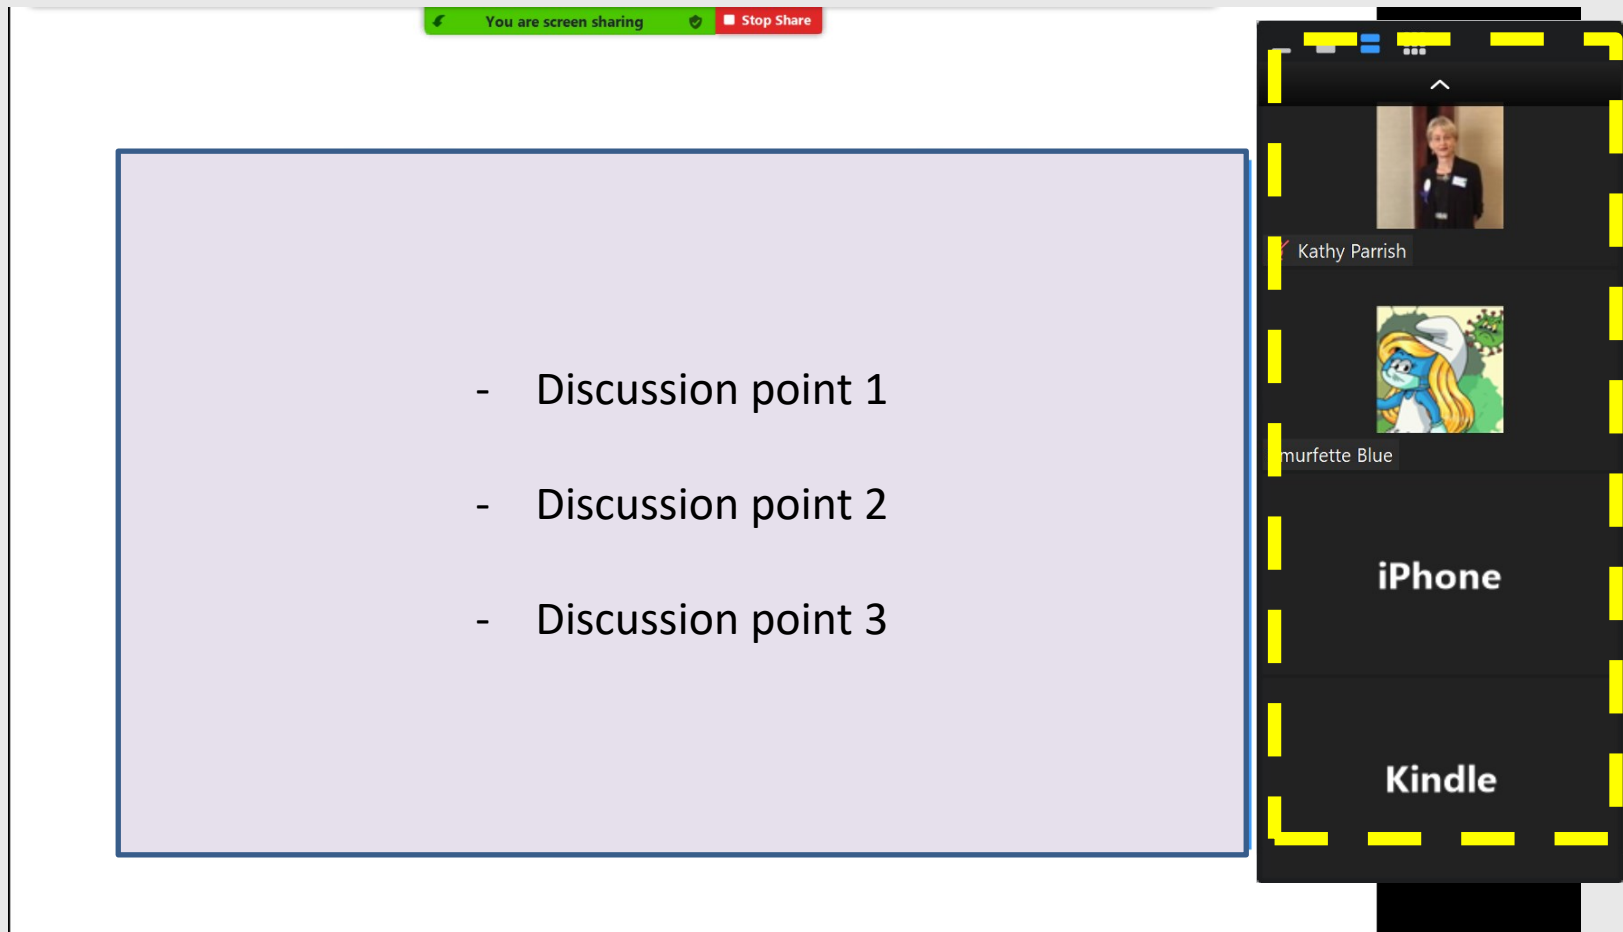 You are screen sharing Stop Share
- Discussion point 1
- Discussion point 2
- Discussion point 3
Kathy Parrish
murfette Blue
iPhone
Kindle